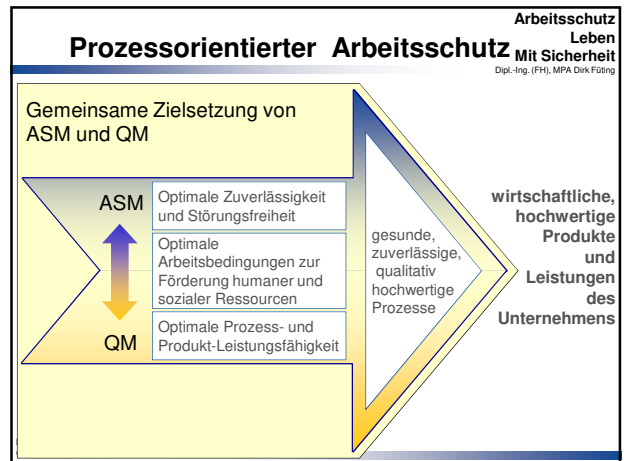 Arbeitsschutz
Leben
Mit Sicherheit
Dipl.-Ing. (FH), MPA Dirk Füting
Prozessorientierter Arbeitsschutz
Gemeinsame Zielsetzung von
ASM und QM
ASM
Optimale Zuverlässigkeit
und Störungsfreiheit
Optimale
Arbeitsbedingungen zur
Förderung humaner und
sozialer Ressourcen
QM
Optimale Prozess- und
Produkt-Leistungsfähigkeit
gesunde,
zuverlässige,
qualitativ
hochwertige
Prozesse
wirtschaftliche,
hochwertige
Produkte
und
Leistungen
des
Unternehmens